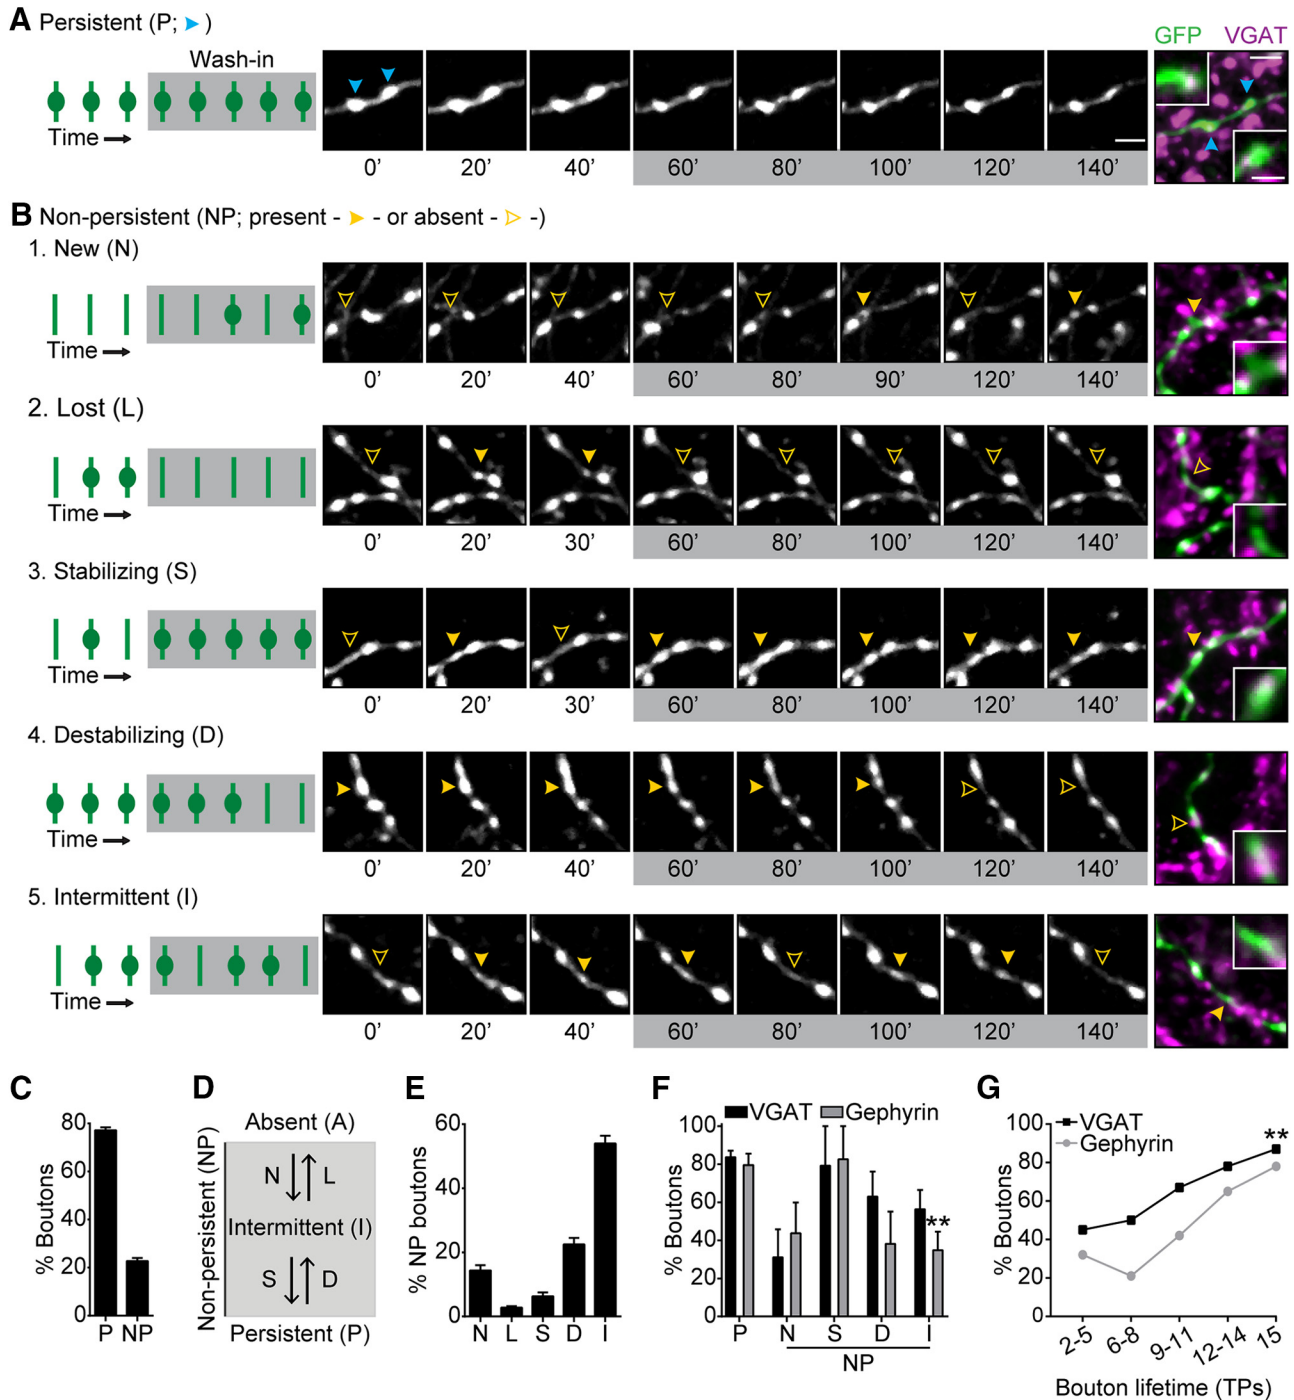 A Persistent (P; )
GFP VGAT
Wash-in
Time
0’ 20’ 40’ 60’ 80’ 100’ 120’ 140’
B Non-persistent (NP; present - - or absent - -)
1. New (N)
Time
0’ 20’ 40’ 60’ 80’ 90’ 120’ 140’
2. Lost (L)
Time
0’ 20’ 30’ 60’ 80’ 100’ 120’ 140’
3. Stabilizing (S)
Time
0’ 20’ 30’ 60’ 80’ 100’ 120’ 140’
4. Destabilizing (D)
Time
0’ 20’ 40’ 60’ 80’ 100’ 120’ 140’
5. Intermittent (I)
Time
0’ 20’ 40’ 60’ 80’ 100’ 120’ 140’
C
% Boutons
80
60
40
20
0
P NP
D
Non-persistent (NP)
Absent (A)
N L
Intermittent (I)
S D
Persistent (P)
E
% NP boutons
60
40
20
0
N L S D I
F
VGAT Gephyrin
% Boutons
100
80
60
40
20
0
**
P N S D I
NP
G
VGAT
Gephyrin
**
% Boutons
100
80
60
40
20
0
2-5 6-8 9-11 12-14 15
Bouton lifetime (TPs)